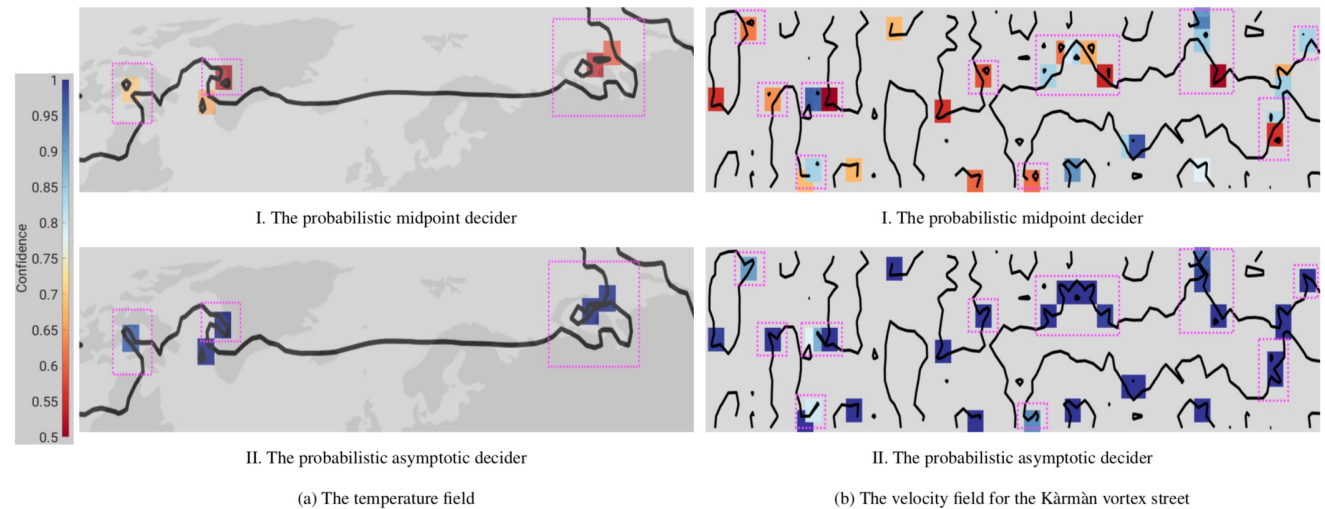 Confidence
1
0.95
0.9
0.85
0.8
0.75
0.7
0.65
0.6
0.55
0.5
I. The probabilistic midpoint decider
I. The probabilistic midpoint decider
II. The probabilistic asymptotic decider
II. The probabilistic asymptotic decider
(a) The temperature field
(b) The velocity field for the Kàrmàn vortex street